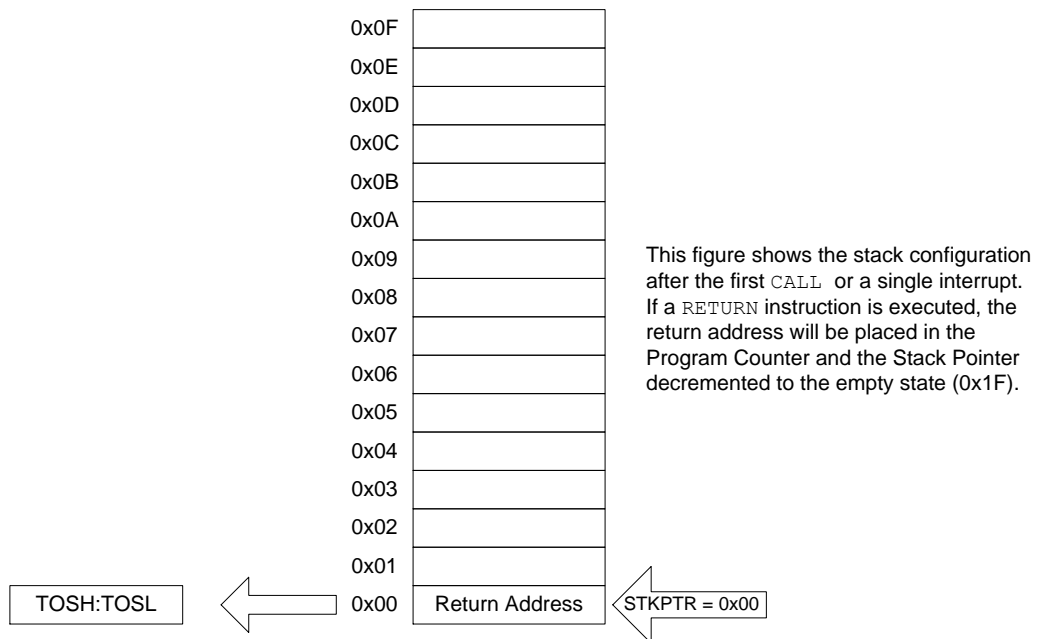 0x0F
0x0E
0x0D
0x0C
0x0B
0x0A
0x09
This figure shows the stack configuration
after the first CALL or a single interrupt.
If a RETURN instruction is executed, the
return address will be placed in the
Program Counter and the Stack Pointer
decremented to the empty state (0x1F).
0x08
0x07
0x06
0x05
0x04
0x03
0x02
0x01
TOSH:TOSL
0x00
Return Address
STKPTR = 0x00